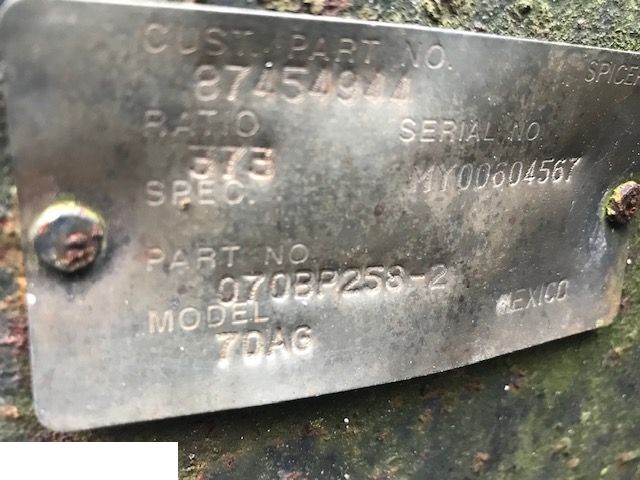 CUST. PART NO.
87454944
SPICER
RATIO
373
SERIAL NO.
MY00604567
SPEC.
PART NO.
070BP258-2
MODEL
70AG
MEXICO